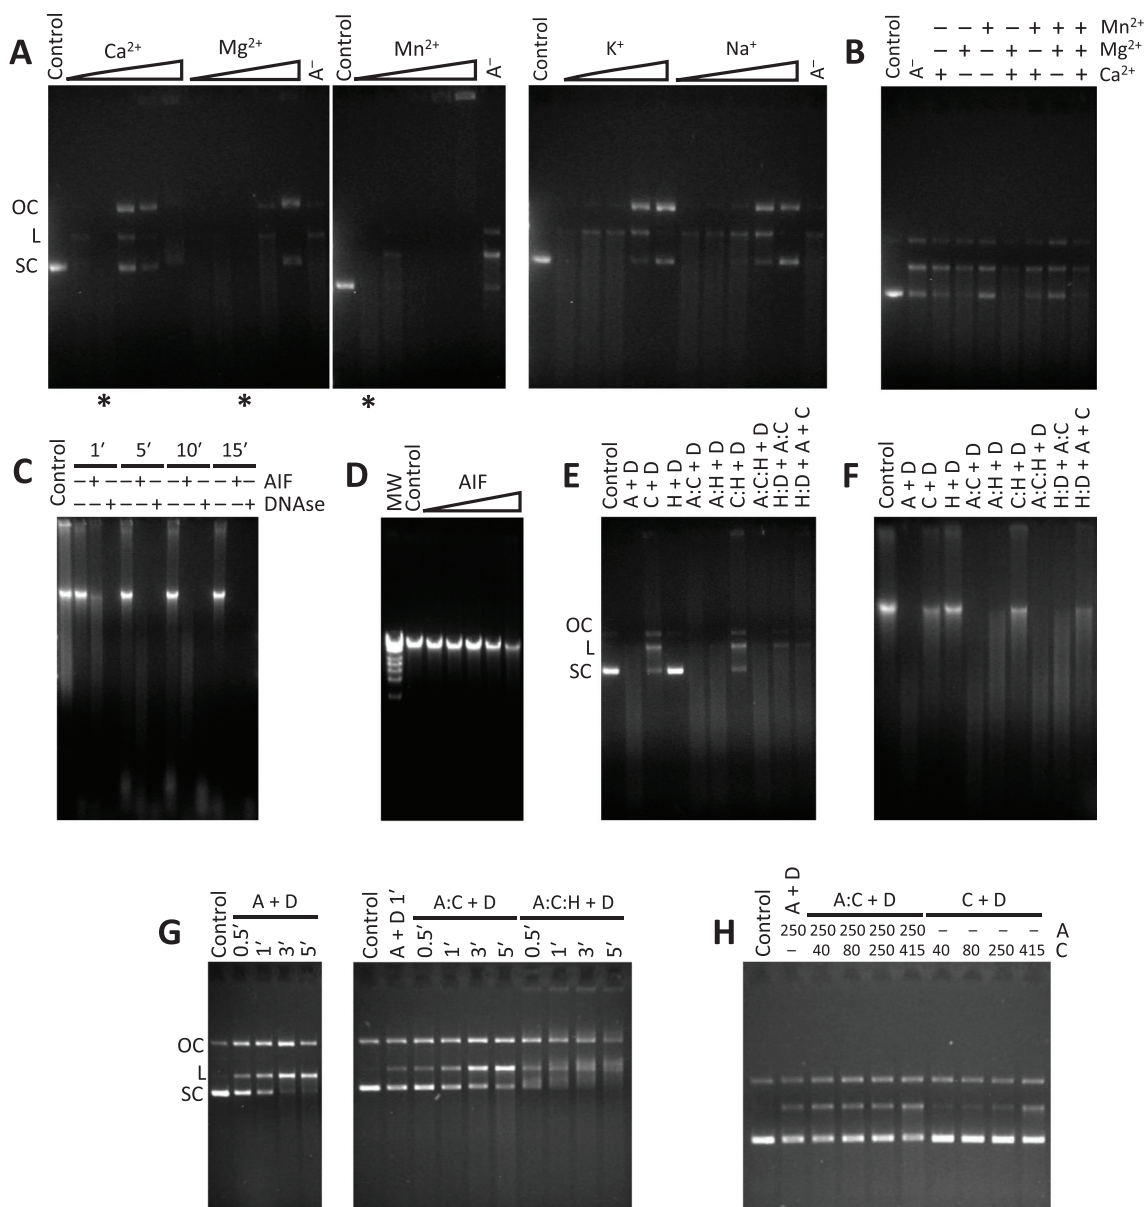 A
Control
Ca²⁺
Mg²⁺
A⁻
Control
Mn²⁺
A⁻
Control
K⁺
Na⁺
A⁻
OC
L
SC
*
*
*
B
Control
A⁻
− − + − + + + Mn²⁺
− + − + − + + Mg²⁺
+ − − + + − + Ca²⁺
C
Control
1′ 5′ 10′ 15′
− + − − + − − + − − + − AIF
− − + − − + − − + − − + DNAse
D
MW
Control
AIF
E
Control
A + D
C + D
H + D
A:C + D
A:H + D
C:H + D
A:C:H + D
H:D + A:C
H:D + A + C
OC
L
SC
F
Control
A + D
C + D
H + D
A:C + D
A:H + D
C:H + D
A:C:H + D
H:D + A:C
H:D + A + C
G
Control
A + D
0.5′
1′
3′
5′
Control
A + D 1′
A:C + D
0.5′
1′
3′
5′
A:C:H + D
0.5′
1′
3′
5′
OC
L
SC
H
Control
A + D
A:C + D
C + D
250 250 250 250 250 − − − − A
− 40 80 250 415 40 80 250 415 C